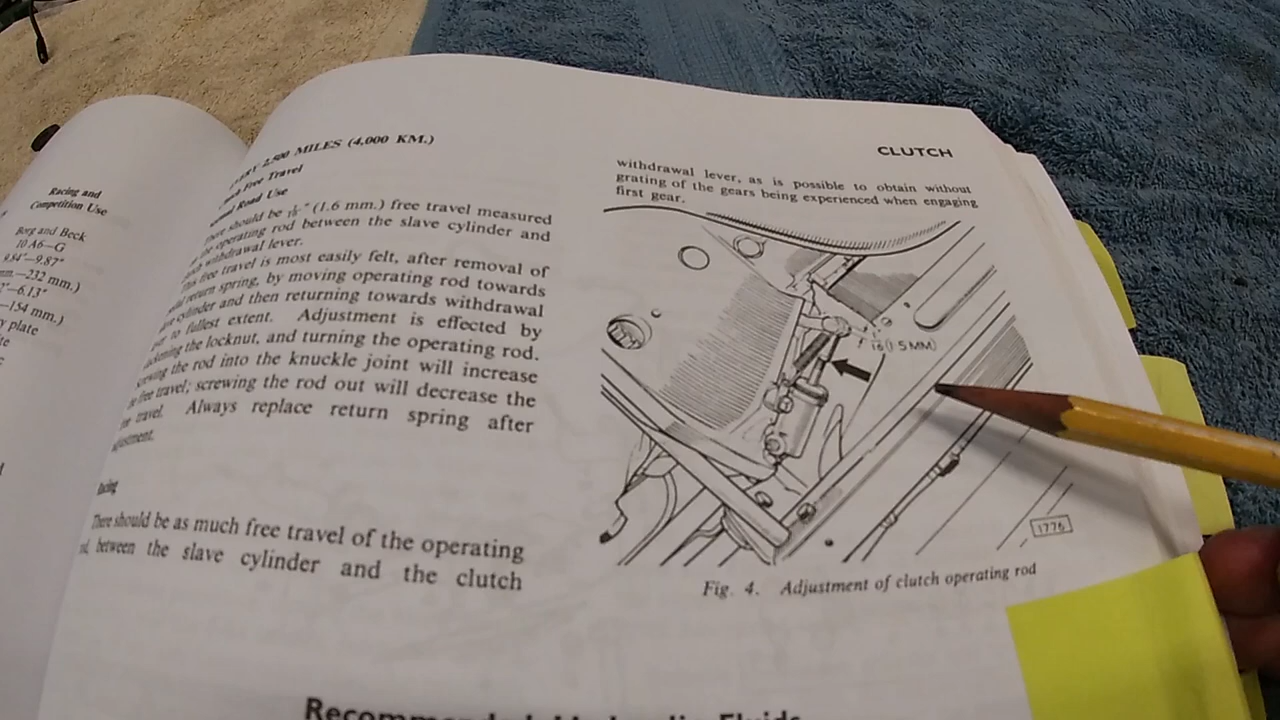 Racing and
Competition Use
Borg and Beck
10 A6—G
9.84"—9.87"
—232 mm.)
—6.13"
—154 mm.)
plate
2,500 MILES (4,000 KM.)
Free Travel
Road Use
There should be 1/16" (1.6 mm.) free travel measured
the operating rod between the slave cylinder and
withdrawal lever.
free travel is most easily felt, after removal of
return spring, by moving operating rod towards
cylinder and then returning towards withdrawal
to fullest extent. Adjustment is effected by
the locknut, and turning the operating rod.
the rod into the knuckle joint will increase
free travel; screwing the rod out will decrease the
travel. Always replace return spring after
Racing
There should be as much free travel of the operating
between the slave cylinder and the clutch
CLUTCH
withdrawal lever, as is possible to obtain without
grating of the gears being experienced when engaging
first gear.
1/16 (1·5MM)
1776
Fig. 4. Adjustment of clutch operating rod
Fluids